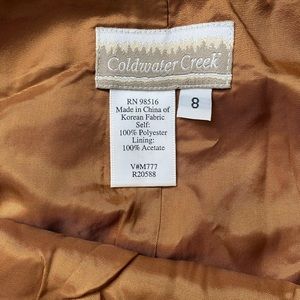 Coldwater Creek
8
RN 98516
Made in China of
Korean Fabric
Self:
100% Polyester
Lining:
100% Acetate
V#M777
R20588